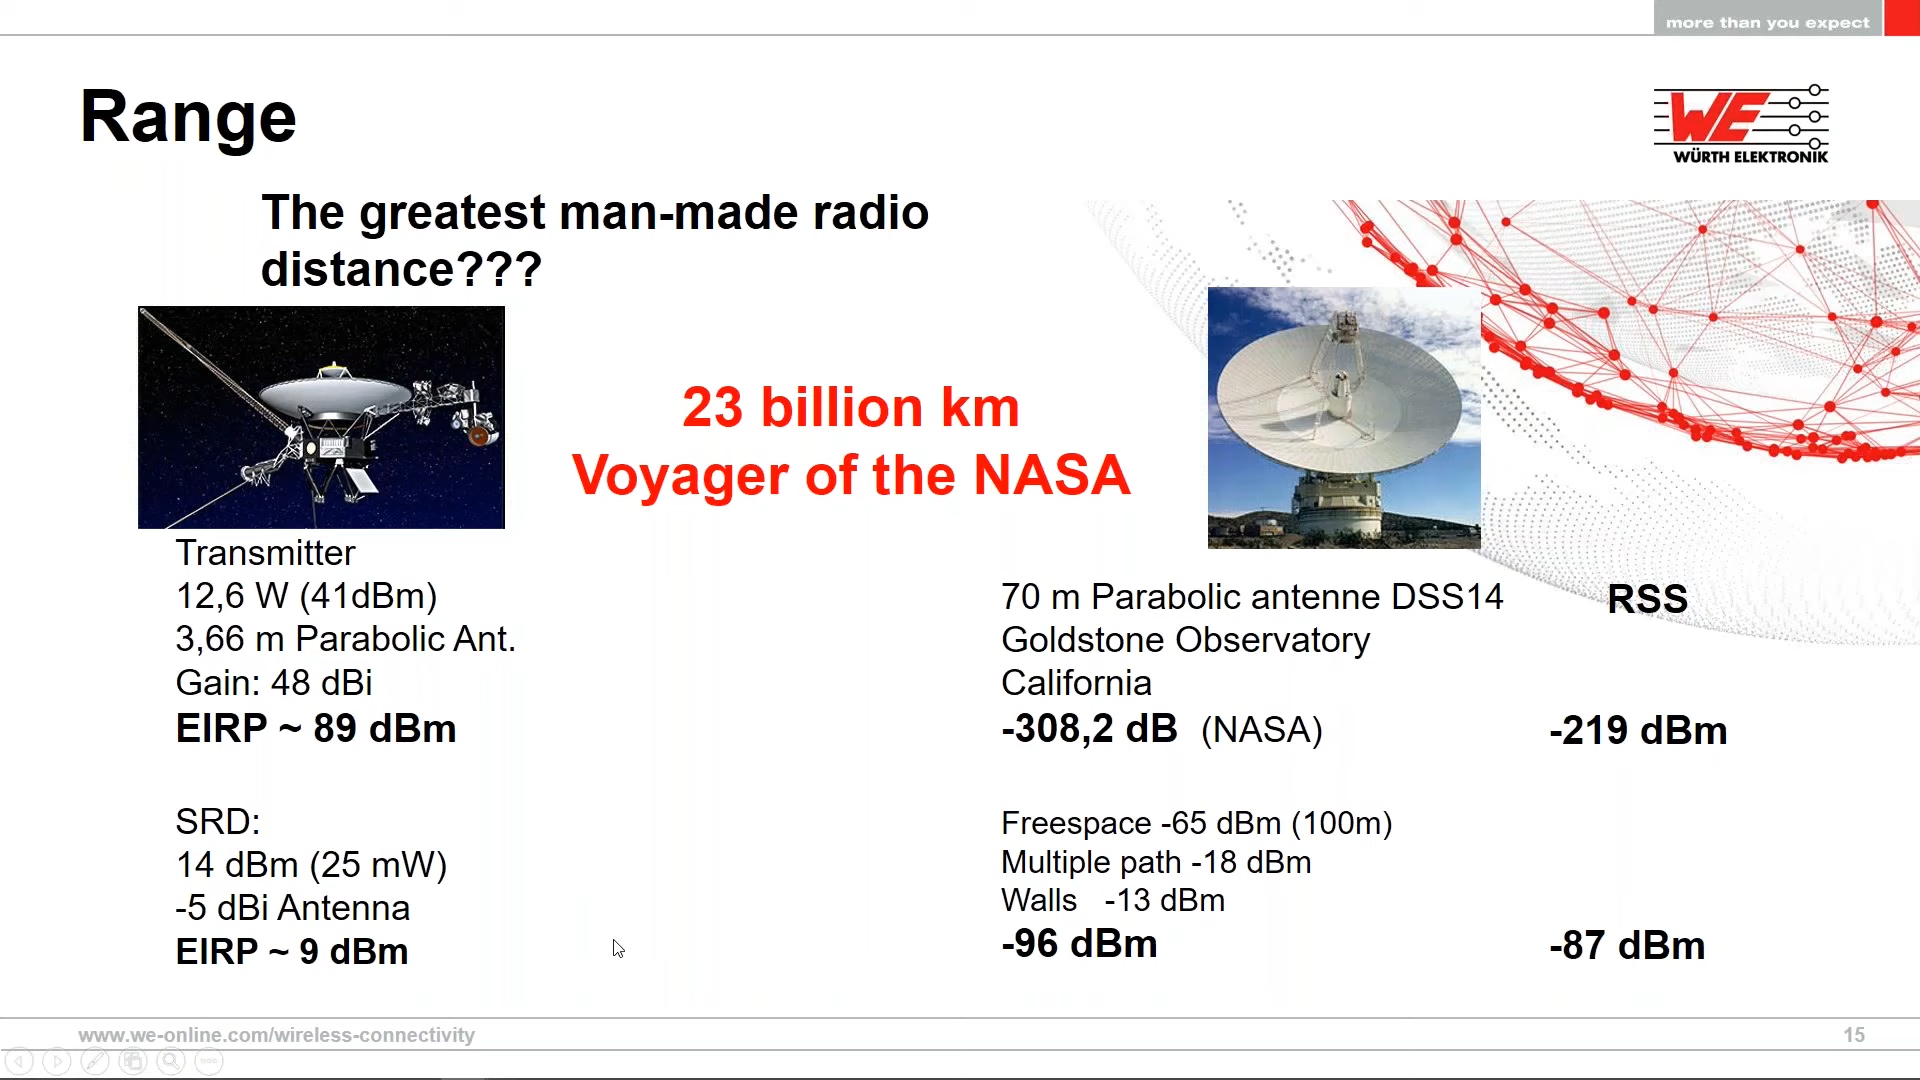 more than you expect
Range
WE
WÜRTH ELEKTRONIK
The greatest man-made radio
distance???
23 billion km
Voyager of the NASA
Transmitter
12,6 W (41dBm)
3,66 m Parabolic Ant.
Gain: 48 dBi
EIRP ~ 89 dBm
70 m Parabolic antenne DSS14
Goldstone Observatory
California
-308,2 dB (NASA)
RSS
-219 dBm
SRD:
14 dBm (25 mW)
-5 dBi Antenna
EIRP ~ 9 dBm
Freespace -65 dBm (100m)
Multiple path -18 dBm
Walls -13 dBm
-96 dBm
-87 dBm
www.we-online.com/wireless-connectivity
15